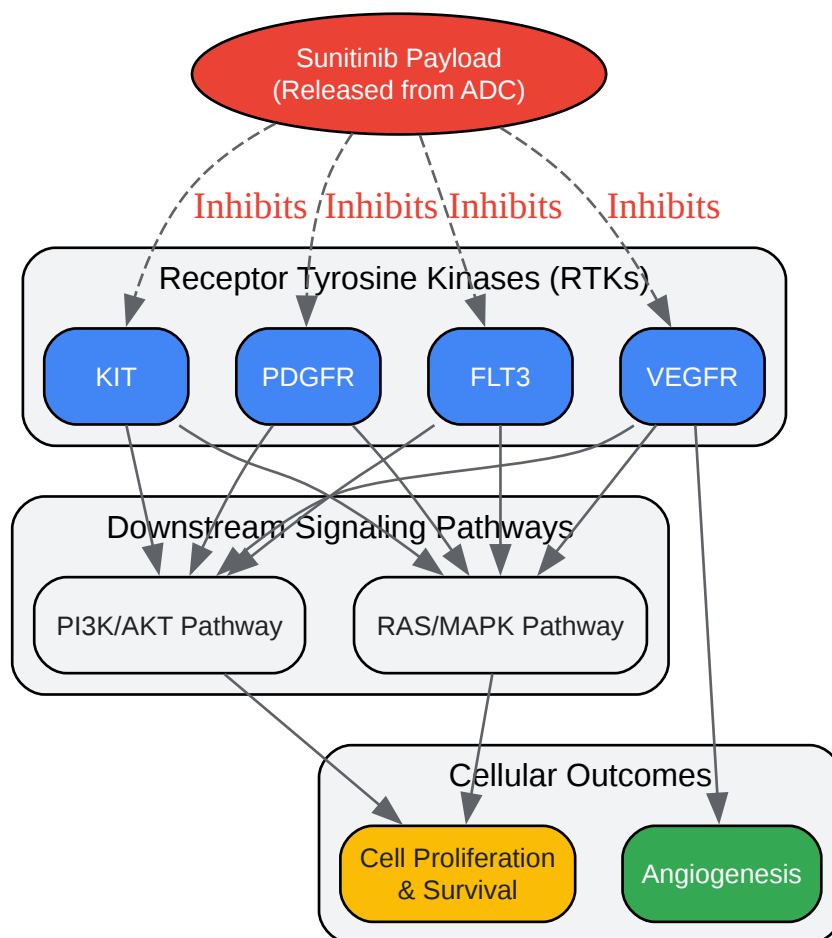 Sunitinib Payload
(Released from ADC)
Inhibits Inhibits Inhibits Inhibits
Receptor Tyrosine Kinases (RTKs)
KIT PDGFR FLT3 VEGFR
Downstream Signaling Pathways
PI3K/AKT Pathway RAS/MAPK Pathway
Cellular Outcomes
Cell Proliferation
& Survival
Angiogenesis